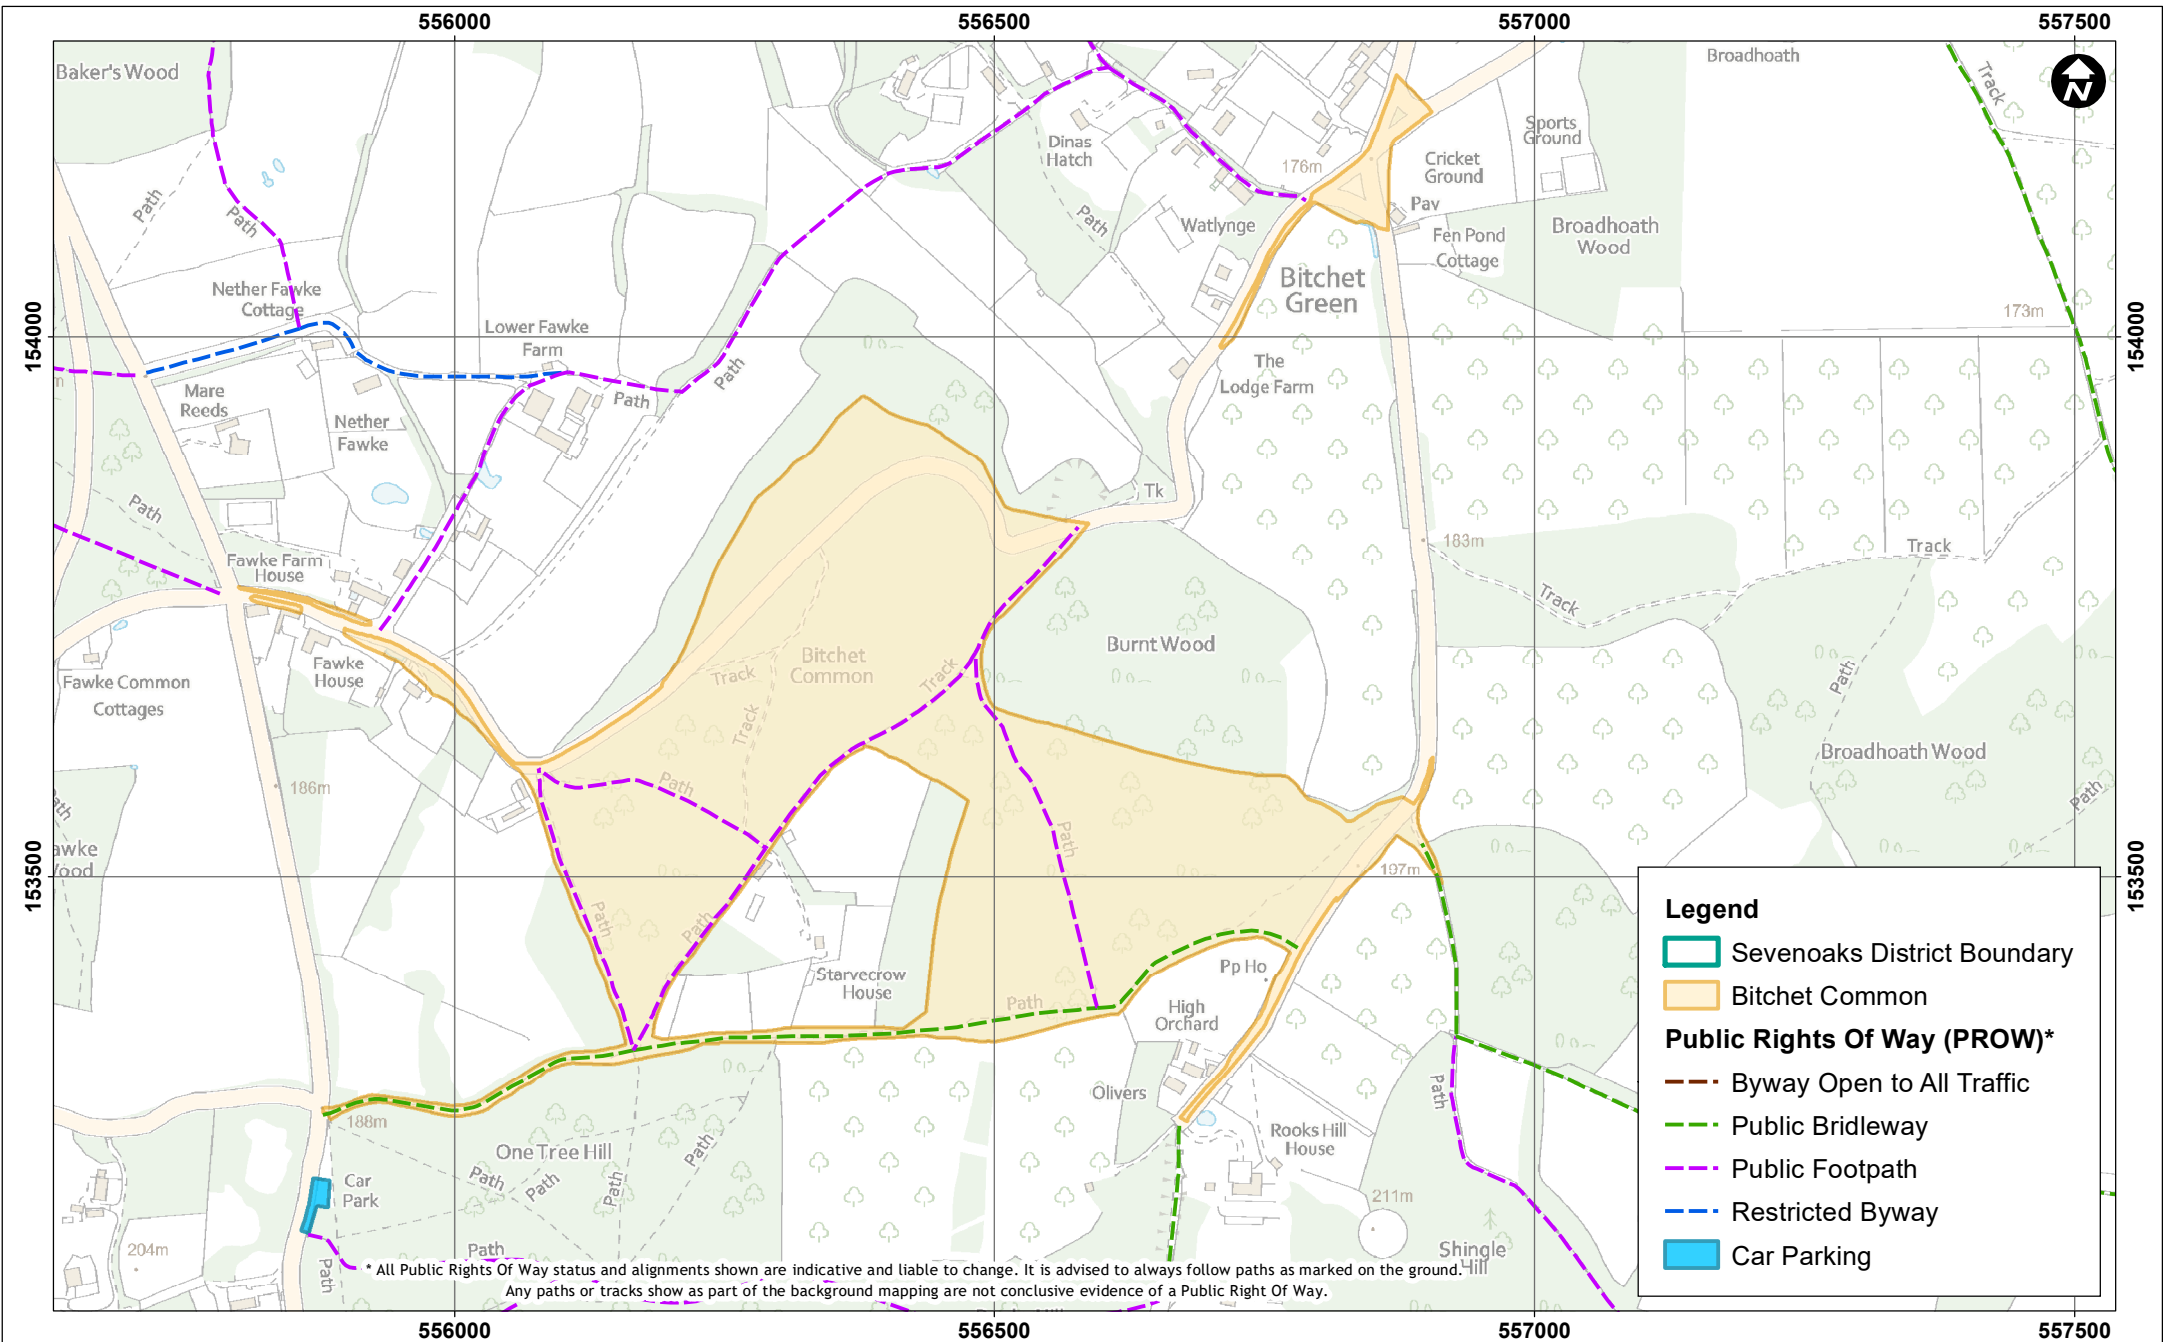 556000
556500
557000
557500
Baker's Wood
Broadhoath
Track
N
Sports
Ground
Dinas
Hatch
176m
Cricket
Ground
Path
Path
Path
Pav
Watlynge
Fen Pond
Cottage
Broadhoath
Wood
Nether Fawke
Cottage
Bitchet
Green
173m
154000
154000
Lower Fawke
Farm
Path
Path
The
Lodge Farm
Mare
Reeds
Nether
Fawke
Path
Tk
183m
Track
Fawke Farm
House
Track
Bitchet
Common
Burnt Wood
Track
Track
Track
Path
Fawke
House
Fawke Common
Cottages
Broadhoath Wood
186m
Path
Path
Path
awke
153500
153500
197m
Path
Path
Starvecrow
House
Pp Ho
Path
High
Orchard
188m
One Tree Hill
Olivers
Path
Rooks Hill
House
Car
Park
Path
Path
Path
Path
211m
204m
Path
Path
Shingle
Hill
* All Public Rights Of Way status and alignments shown are indicative and liable to change. It is advised to always follow paths as marked on the ground.
Any paths or tracks show as part of the background mapping are not conclusive evidence of a Public Right Of Way.
Legend
Sevenoaks District Boundary
Bitchet Common
Public Rights Of Way (PROW)*
Byway Open to All Traffic
Public Bridleway
Public Footpath
Restricted Byway
Car Parking
556000
556500
557000
557500